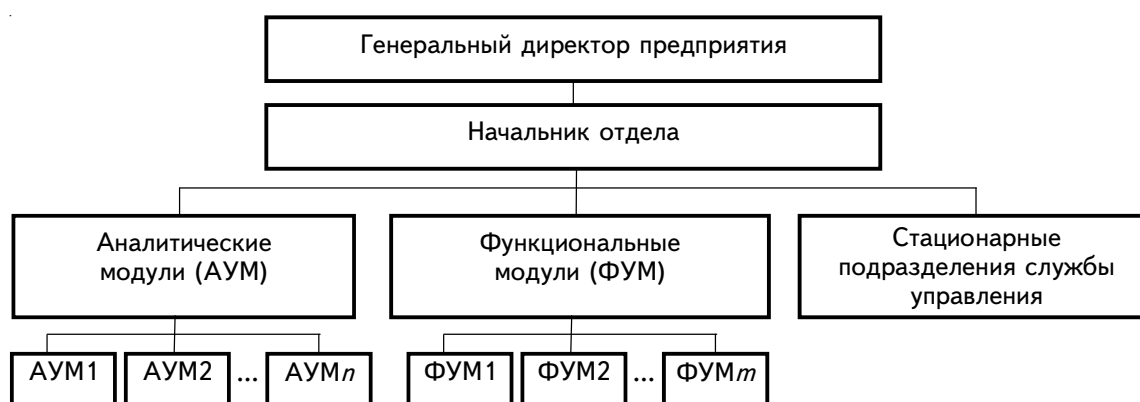 Генеральный директор предприятия
Начальник отдела
Аналитические
модули (АУМ)
Функциональные
модули (ФУМ)
Стационарные
подразделения службы
управления
АУМ1 АУМ2 ... АУМn
ФУМ1 ФУМ2 ... ФУМm